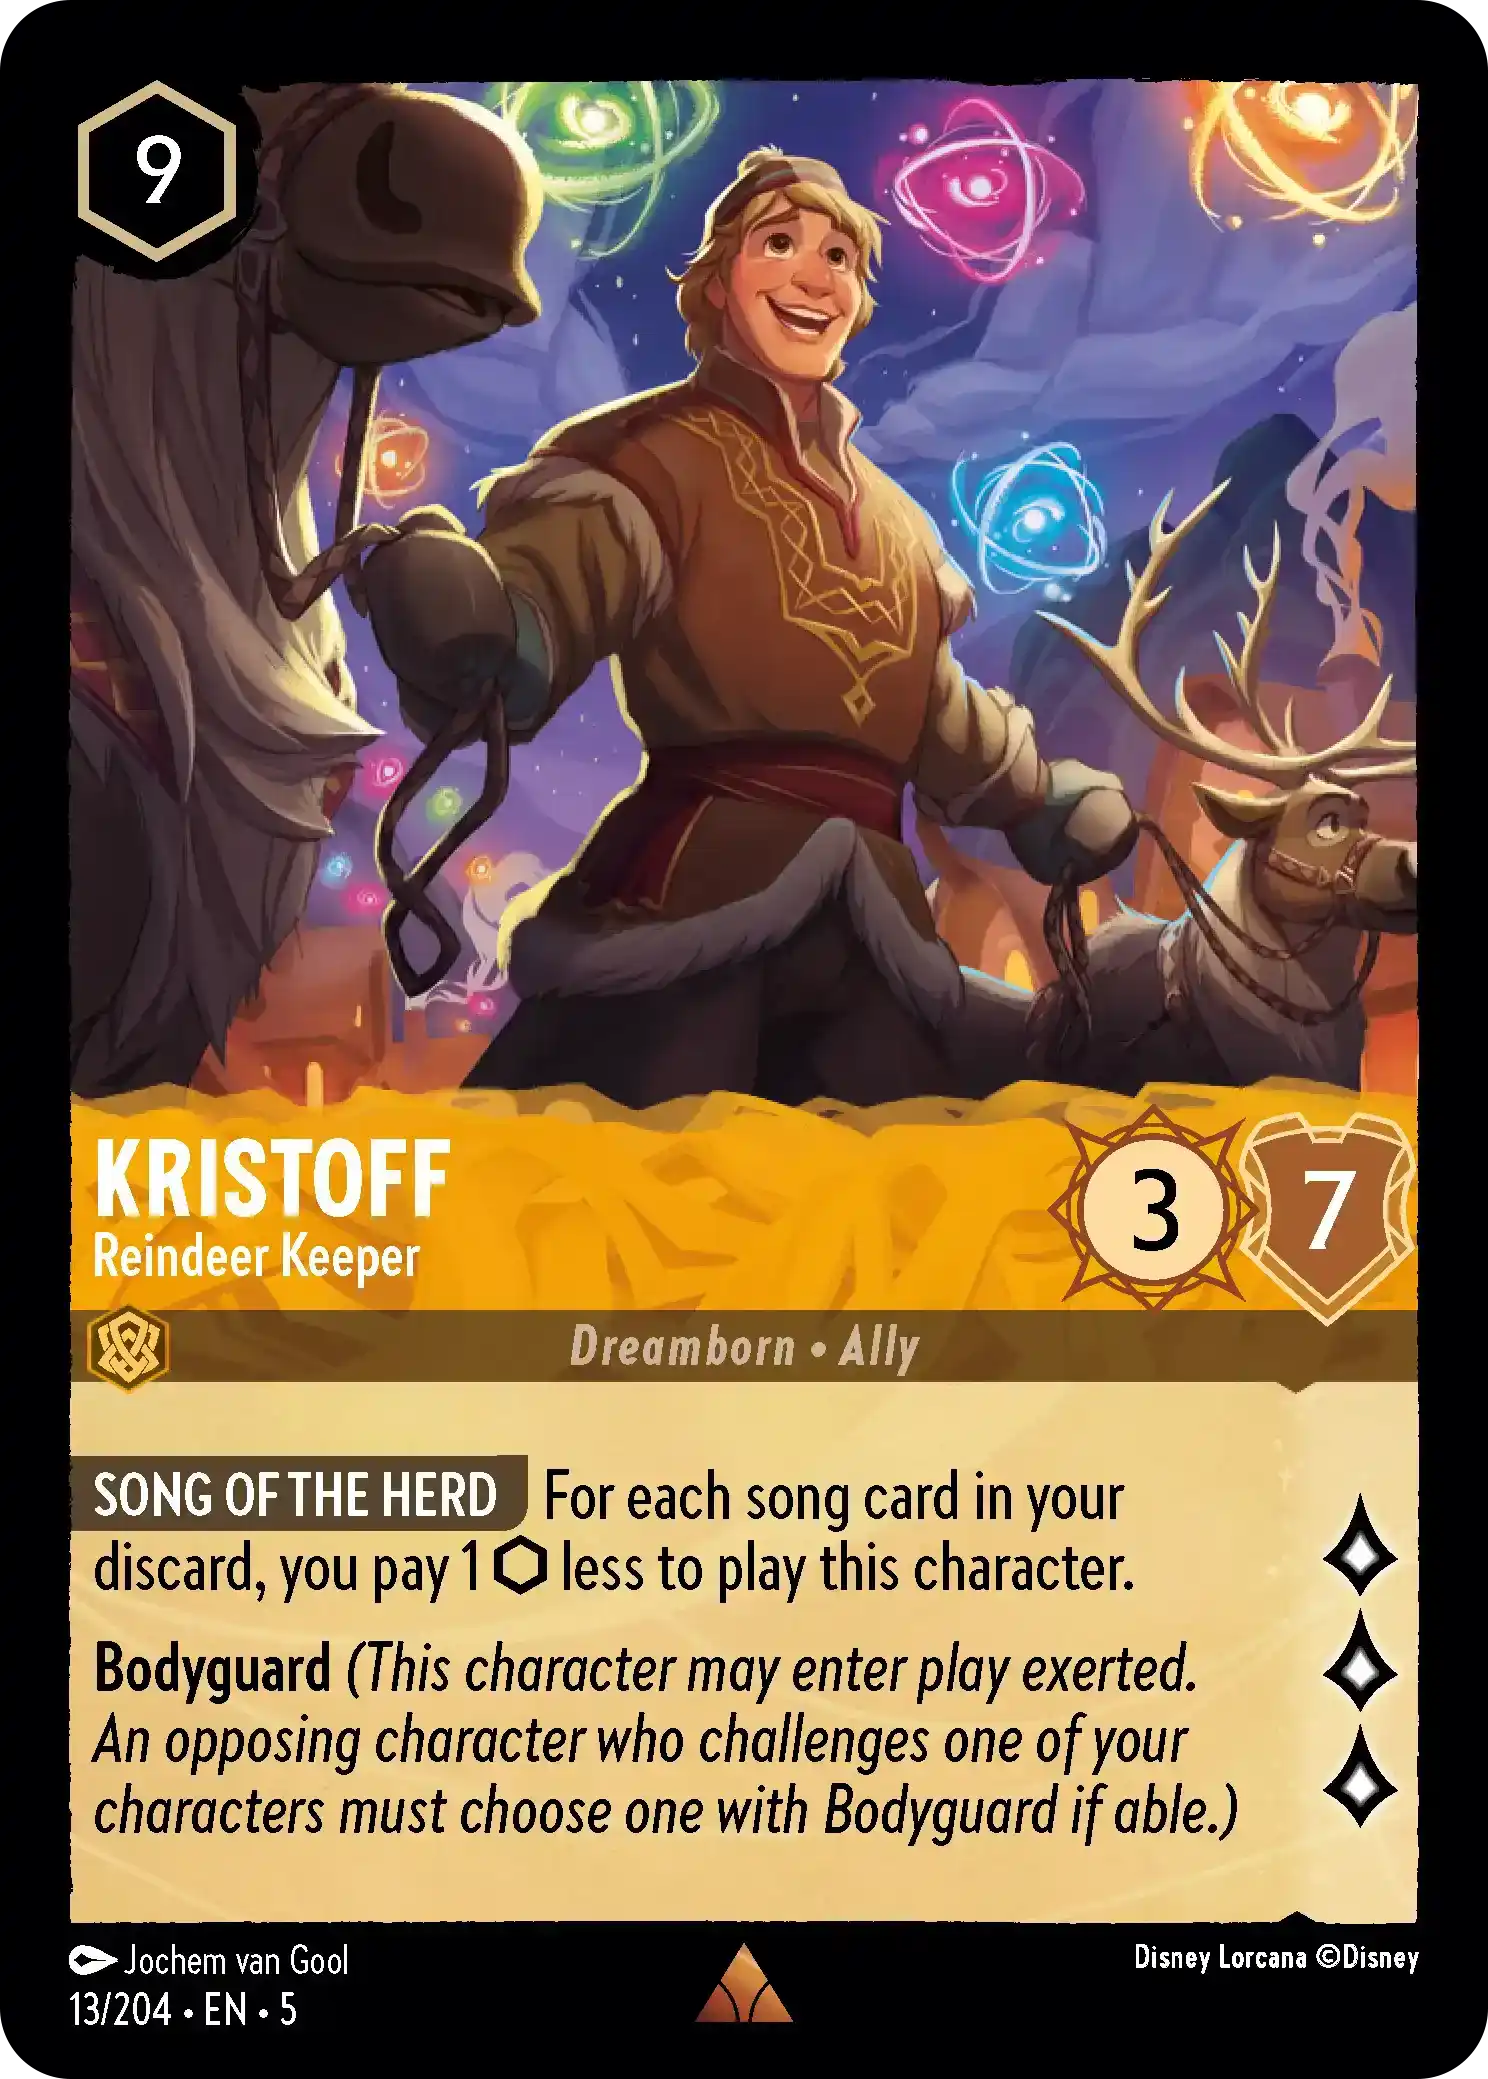 9
KRISTOFF
Reindeer Keeper
3
7
Dreamborn • Ally
SONG OF THE HERD For each song card in your
discard, you pay 1 ⬡ less to play this character.
Bodyguard (This character may enter play exerted.
An opposing character who challenges one of your
characters must choose one with Bodyguard if able.)
Jochem van Gool
Disney Lorcana ©Disney
13/204 • EN • 5